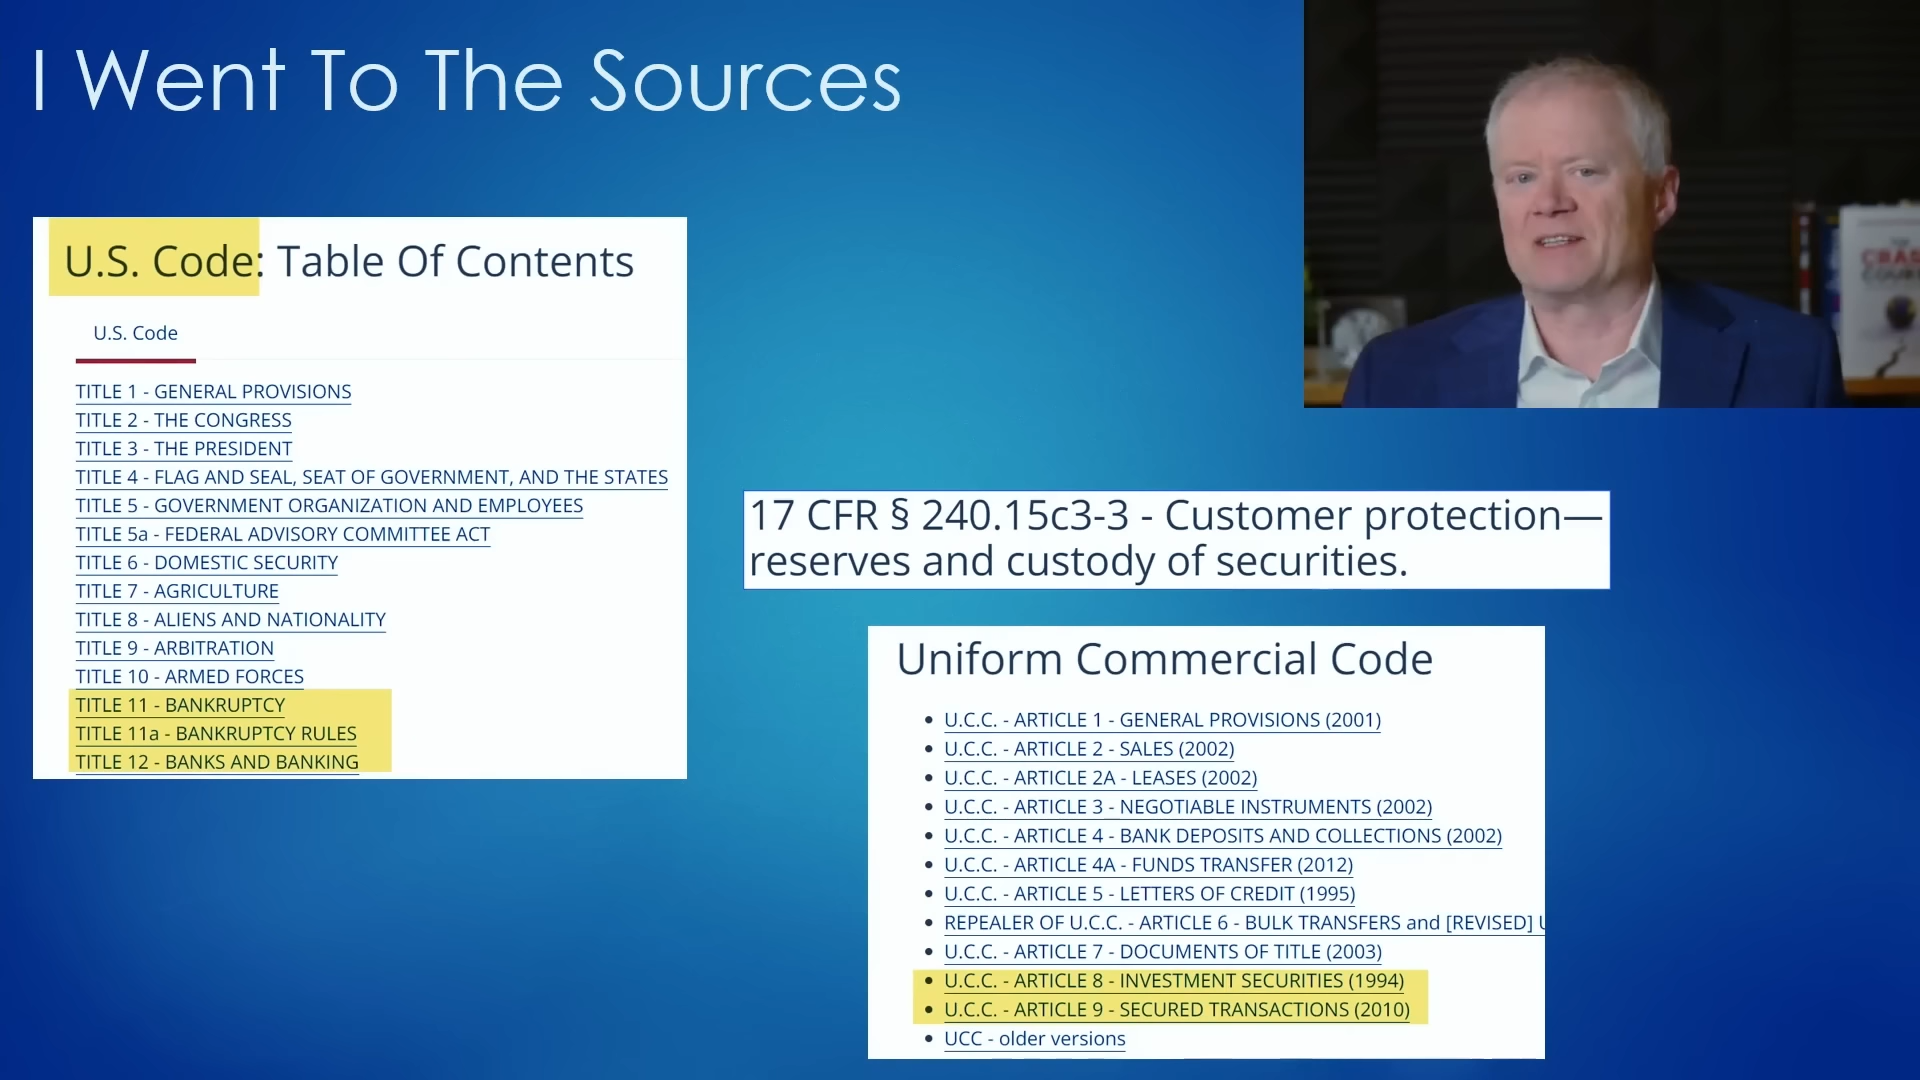 I Went To The Sources
U.S. Code: Table Of Contents
U.S. Code
TITLE 1 - GENERAL PROVISIONS
TITLE 2 - THE CONGRESS
TITLE 3 - THE PRESIDENT
TITLE 4 - FLAG AND SEAL, SEAT OF GOVERNMENT, AND THE STATES
TITLE 5 - GOVERNMENT ORGANIZATION AND EMPLOYEES
TITLE 5a - FEDERAL ADVISORY COMMITTEE ACT
TITLE 6 - DOMESTIC SECURITY
TITLE 7 - AGRICULTURE
TITLE 8 - ALIENS AND NATIONALITY
TITLE 9 - ARBITRATION
TITLE 10 - ARMED FORCES
TITLE 11 - BANKRUPTCY
TITLE 11a - BANKRUPTCY RULES
TITLE 12 - BANKS AND BANKING
17 CFR § 240.15c3-3 - Customer protection—
reserves and custody of securities.
Uniform Commercial Code
• U.C.C. - ARTICLE 1 - GENERAL PROVISIONS (2001)
• U.C.C. - ARTICLE 2 - SALES (2002)
• U.C.C. - ARTICLE 2A - LEASES (2002)
• U.C.C. - ARTICLE 3 - NEGOTIABLE INSTRUMENTS (2002)
• U.C.C. - ARTICLE 4 - BANK DEPOSITS AND COLLECTIONS (2002)
• U.C.C. - ARTICLE 4A - FUNDS TRANSFER (2012)
• U.C.C. - ARTICLE 5 - LETTERS OF CREDIT (1995)
• REPEALER OF U.C.C. - ARTICLE 6 - BULK TRANSFERS and [REVISED]
• U.C.C. - ARTICLE 7 - DOCUMENTS OF TITLE (2003)
• U.C.C. - ARTICLE 8 - INVESTMENT SECURITIES (1994)
• U.C.C. - ARTICLE 9 - SECURED TRANSACTIONS (2010)
• UCC - older versions